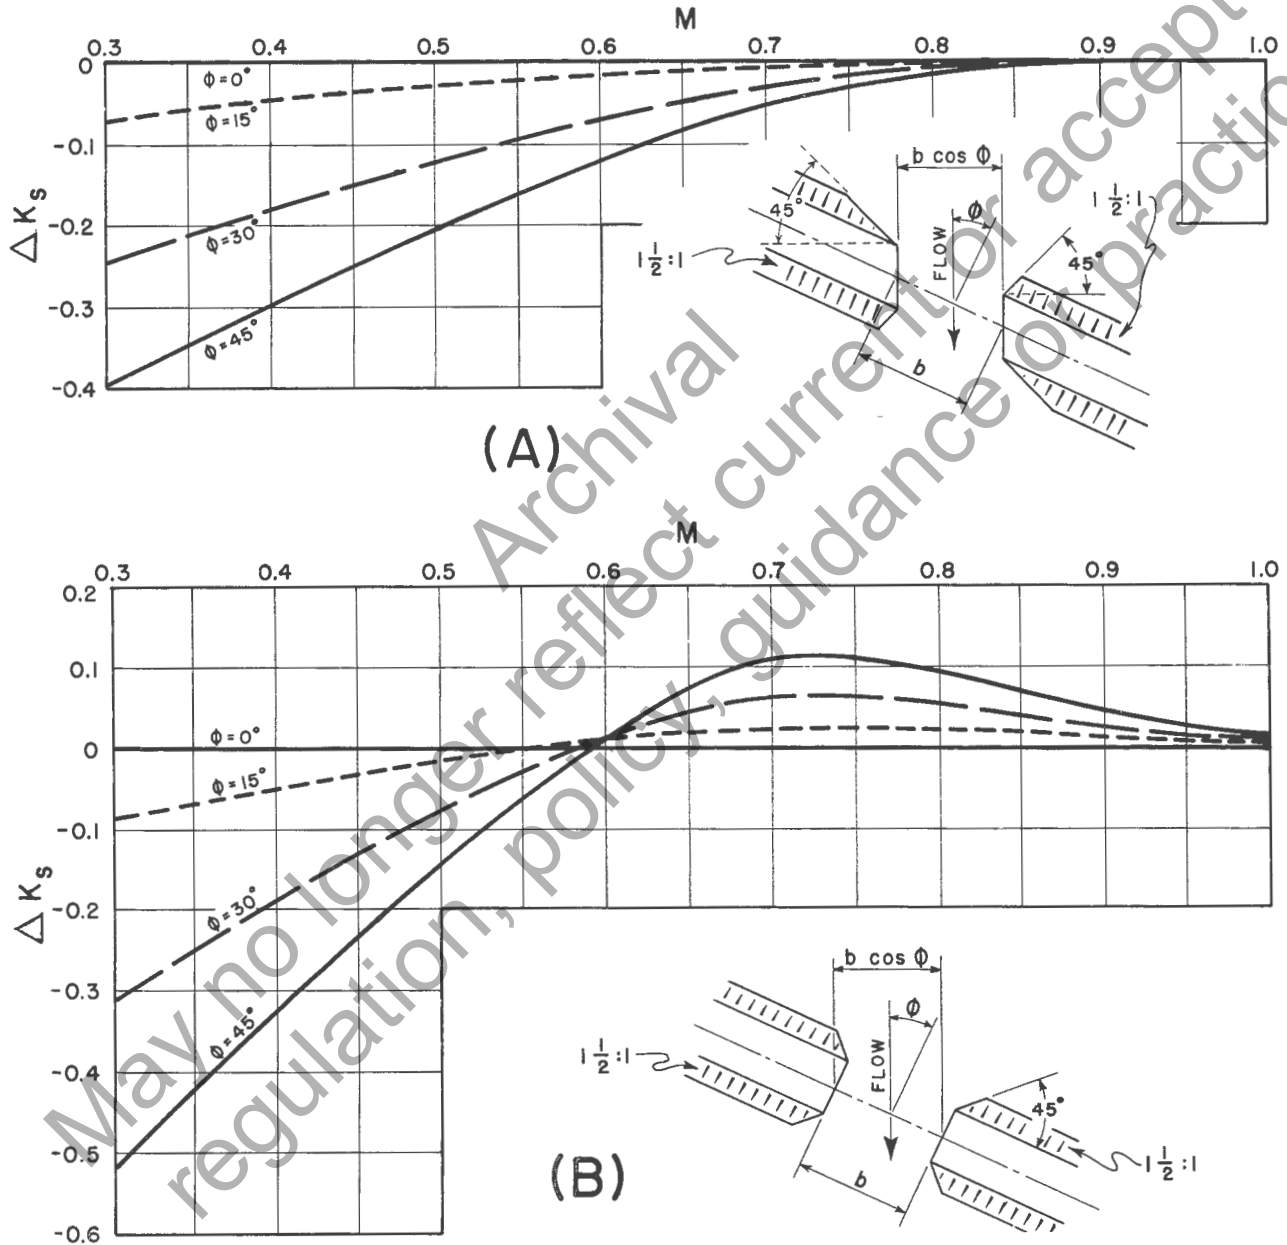 M
0.3 0.4 0.5 0.6 0.7 0.8 0.9 1.0
0
-0.1
-0.2
-0.3
-0.4
Δ Ks
ϕ=0°
ϕ=15°
ϕ=30°
ϕ=45°
b cos ϕ
ϕ
45°
FLOW
1 1/2:1
1 1/2:1
45°
b
(A)
M
0.3 0.4 0.5 0.6 0.7 0.8 0.9 1.0
0.2
0.1
0
-0.1
-0.2
-0.3
-0.4
-0.5
-0.6
Δ Ks
ϕ=0°
ϕ=15°
ϕ=30°
ϕ=45°
b cos ϕ
ϕ
FLOW
1 1/2:1
45°
1 1/2:1
b
(B)
Archival
May no longer reflect current or accept
regulation, policy, guidance or practic